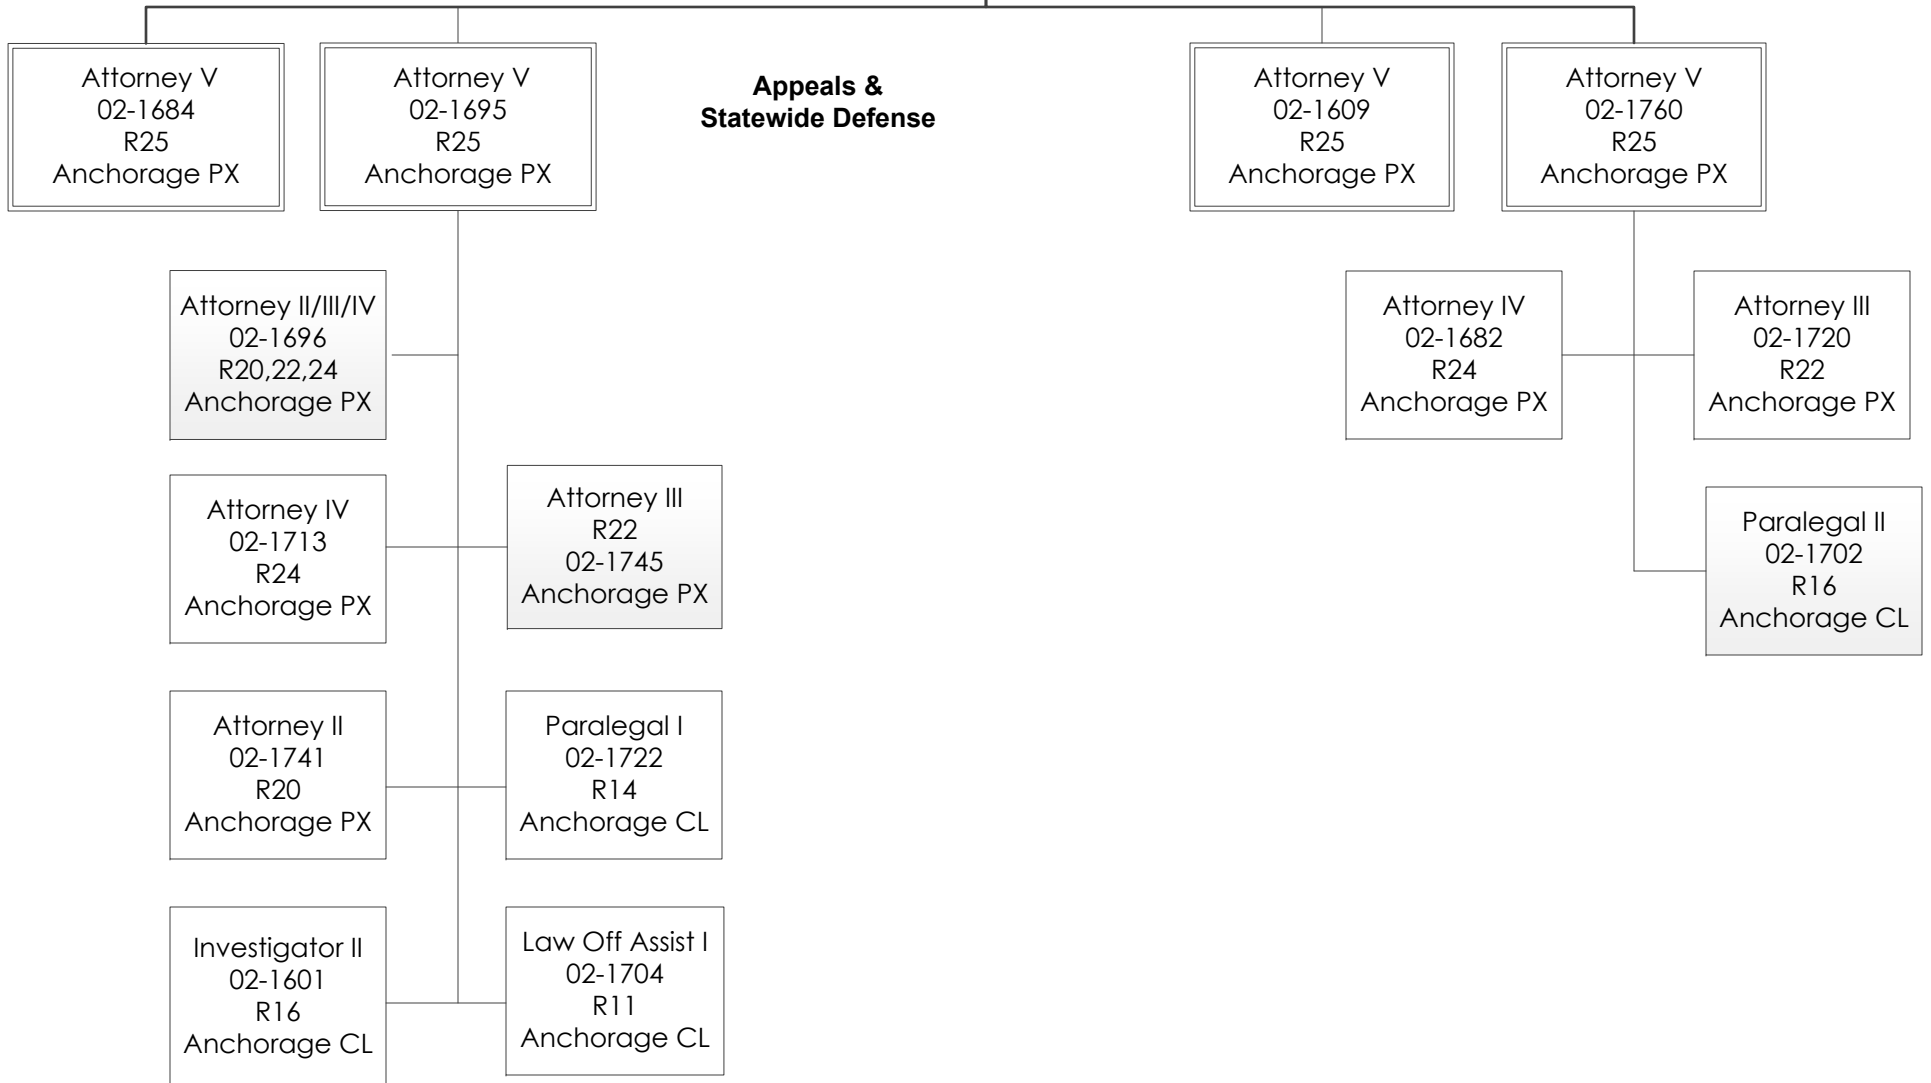 Attorney V
02-1684
R25
Anchorage PX
Attorney V
02-1695
R25
Anchorage PX
Appeals &
Statewide Defense
Attorney V
02-1609
R25
Anchorage PX
Attorney V
02-1760
R25
Anchorage PX
Attorney II/III/IV
02-1696
R20,22,24
Anchorage PX
Attorney IV
02-1682
R24
Anchorage PX
Attorney III
02-1720
R22
Anchorage PX
Attorney IV
02-1713
R24
Anchorage PX
Attorney III
R22
02-1745
Anchorage PX
Paralegal II
02-1702
R16
Anchorage CL
Attorney II
02-1741
R20
Anchorage PX
Paralegal I
02-1722
R14
Anchorage CL
Investigator II
02-1601
R16
Anchorage CL
Law Off Assist I
02-1704
R11
Anchorage CL